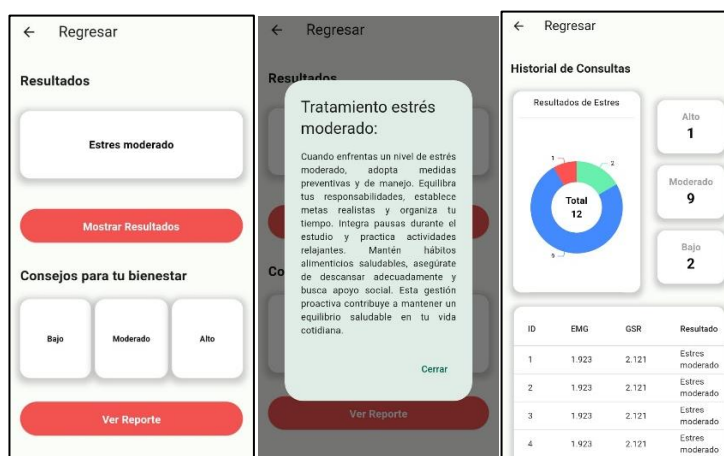 ← Regresar
Resultados
Estres moderado
Mostrar Resultados
Consejos para tu bienestar
Bajo
Moderado
Alto
Ver Reporte
← Regresar
Resultados
Tratamiento estrés
moderado:
Cuando enfrentas un nivel de estrés
moderado, adopta medidas
preventivas y de manejo. Equilibra
tus responsabilidades, establece
metas realistas y organiza tu
tiempo. Integra pausas durante el
estudio y practica actividades
relajantes. Mantén hábitos
alimenticios saludables, asegúrate
de descansar adecuadamente y
busca apoyo social. Esta gestión
proactiva contribuye a mantener un
equilibrio saludable en tu vida
cotidiana.
Cerrar
Co
Ver Reporte
← Regresar
Historial de Consultas
Resultados de Estres
1
2
Total
12
9
Alto
1
Moderado
9
Bajo
2
ID EMG GSR Resultado
1 1.923 2.121 Estres
moderado
2 1.923 2.121 Estres
moderado
3 1.923 2.121 Estres
moderado
4 1.923 2.121 Estres
moderado